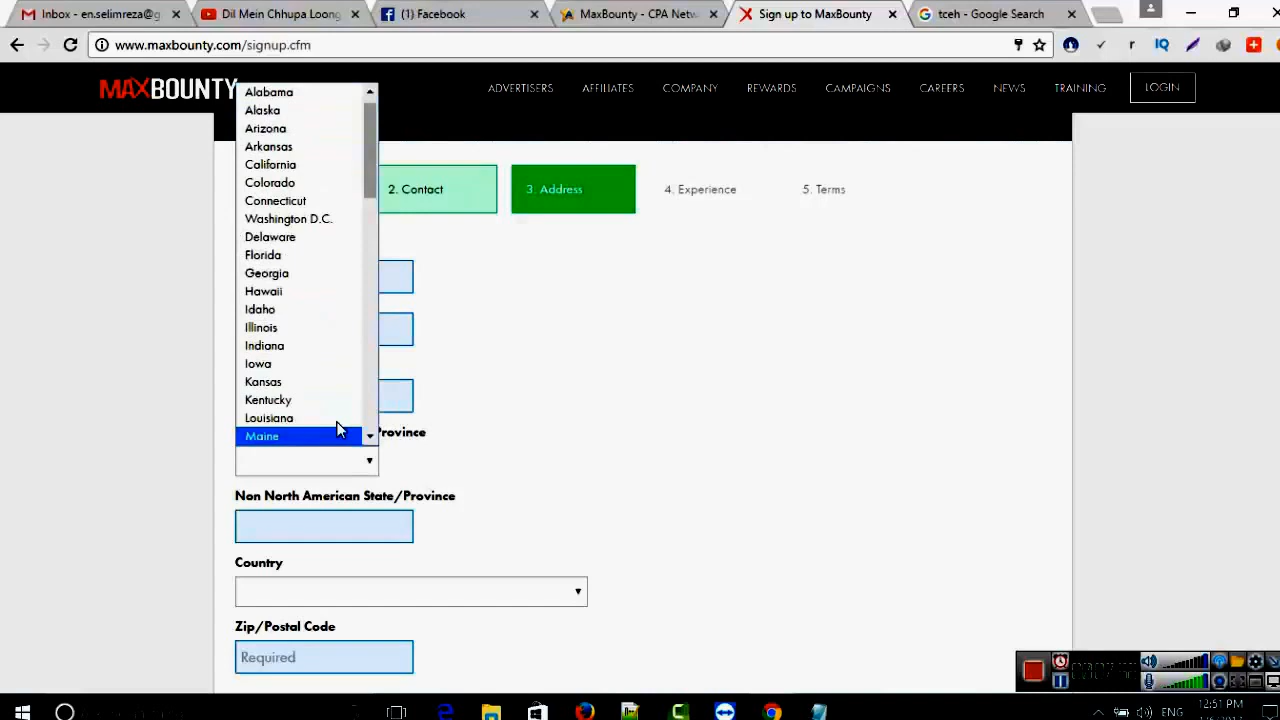 Inbox - en.selimreza@g
Dil Mein Chhupa Loong
(1) Facebook
MaxBounty - CPA Netw
Sign up to MaxBounty
tceh - Google Search
www.maxbounty.com/signup.cfm
MAXBOUNTY
ADVERTISERS
AFFILIATES
COMPANY
REWARDS
CAMPAIGNS
CAREERS
NEWS
TRAINING
LOGIN
2. Contact
3. Address
4. Experience
5. Terms
Alabama
Alaska
Arizona
Arkansas
California
Colorado
Connecticut
Washington D.C.
Delaware
Florida
Georgia
Hawaii
Idaho
Illinois
Indiana
Iowa
Kansas
Kentucky
Louisiana
Maine
Province
Non North American State/Province
Country
Zip/Postal Code
Required
ENG
12:51 PM